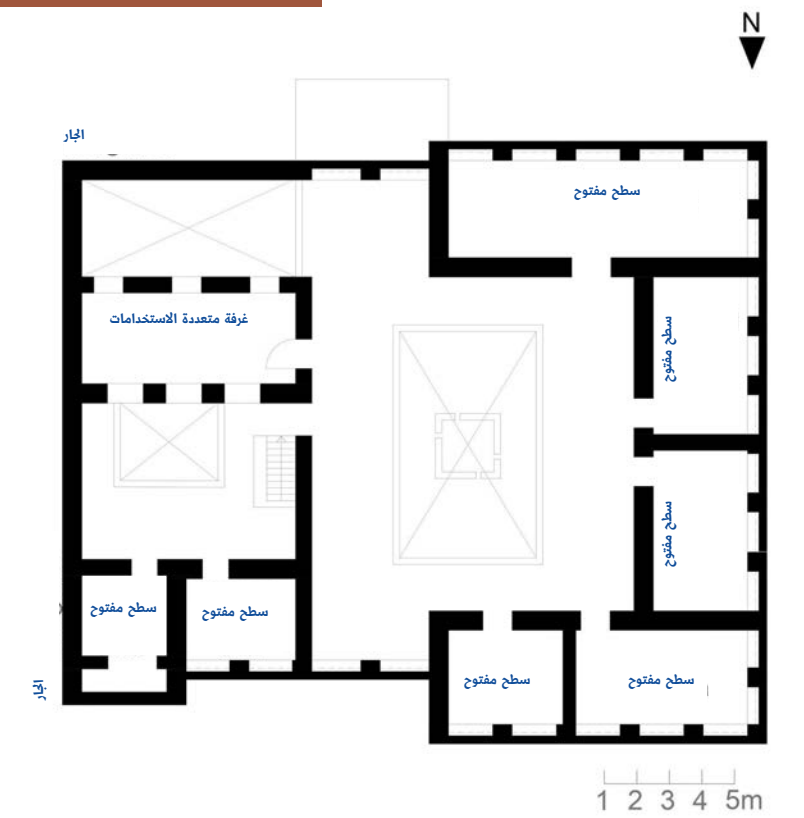 N
الجار
سطح مفتوح
غرفة متعددة الاستخدامات
سطح مفتوح
سطح مفتوح
سطح مفتوح
سطح مفتوح
سطح مفتوح
سطح مفتوح
الجار
1 2 3 4 5m